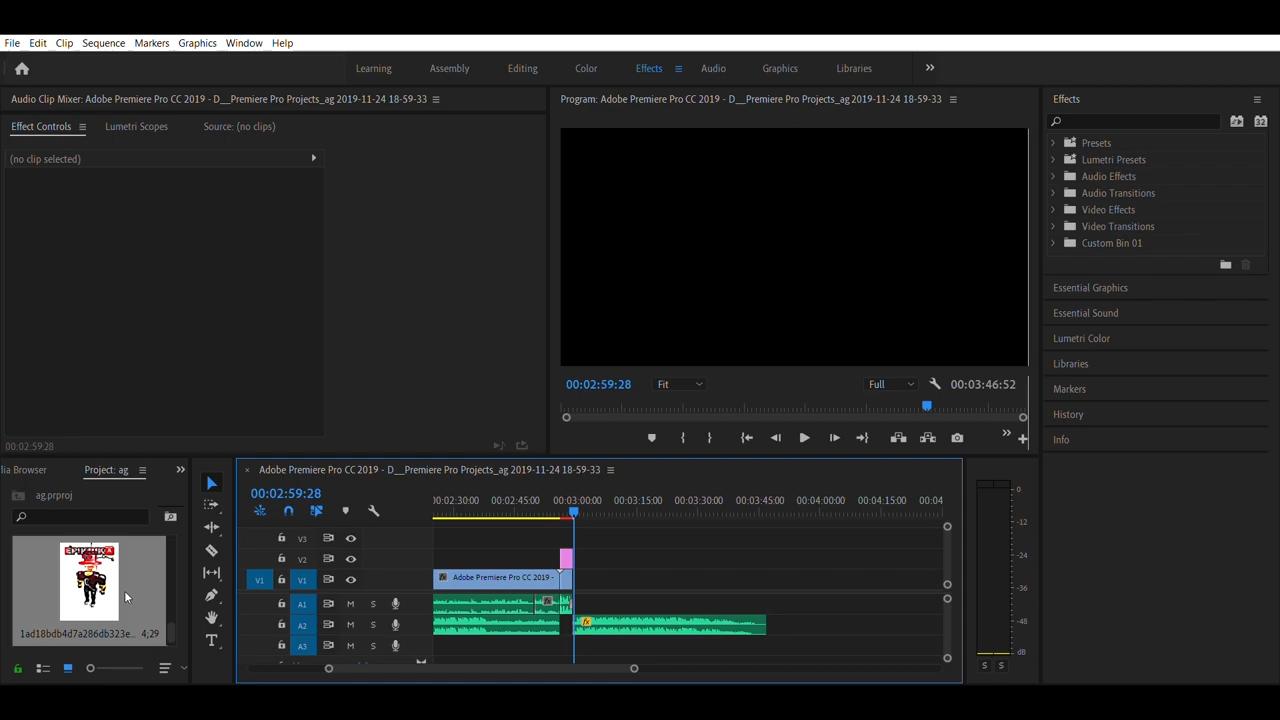 File Edit Clip Sequence Markers Graphics Window Help
Learning Assembly Editing Color Effects Audio Graphics Libraries
Audio Clip Mixer: Adobe Premiere Pro CC 2019 - D__Premiere Pro Projects_ag 2019-11-24 18-59-33
Effect Controls Lumetri Scopes Source: (no clips)
(no clip selected)
00:02:59:28
Program: Adobe Premiere Pro CC 2019 - D__Premiere Pro Projects_ag 2019-11-24 18-59-33
00:02:59:28 Fit Full 00:03:46:52
Effects
32
Presets
Lumetri Presets
Audio Effects
Audio Transitions
Video Effects
Video Transitions
Custom Bin 01
Essential Graphics
Essential Sound
Lumetri Color
Libraries
Markers
History
Info
ia Browser Project: ag
ag.prproj
1ad18bdb4d7a286db323e... 4;29
× Adobe Premiere Pro CC 2019 - D__Premiere Pro Projects_ag 2019-11-24 18-59-33
00:02:59:28
00:02:30:00 00:02:45:00 00:03:00:00 00:03:15:00 00:03:30:00 00:03:45:00 00:04:00:00 00:04:15:00 00:04
V3
V2
V1 V1 fx Adobe Premiere Pro CC 2019 -
A1 M S
A2 M S fx
A3 M S
0
-12
-24
-36
-48
dB
S S